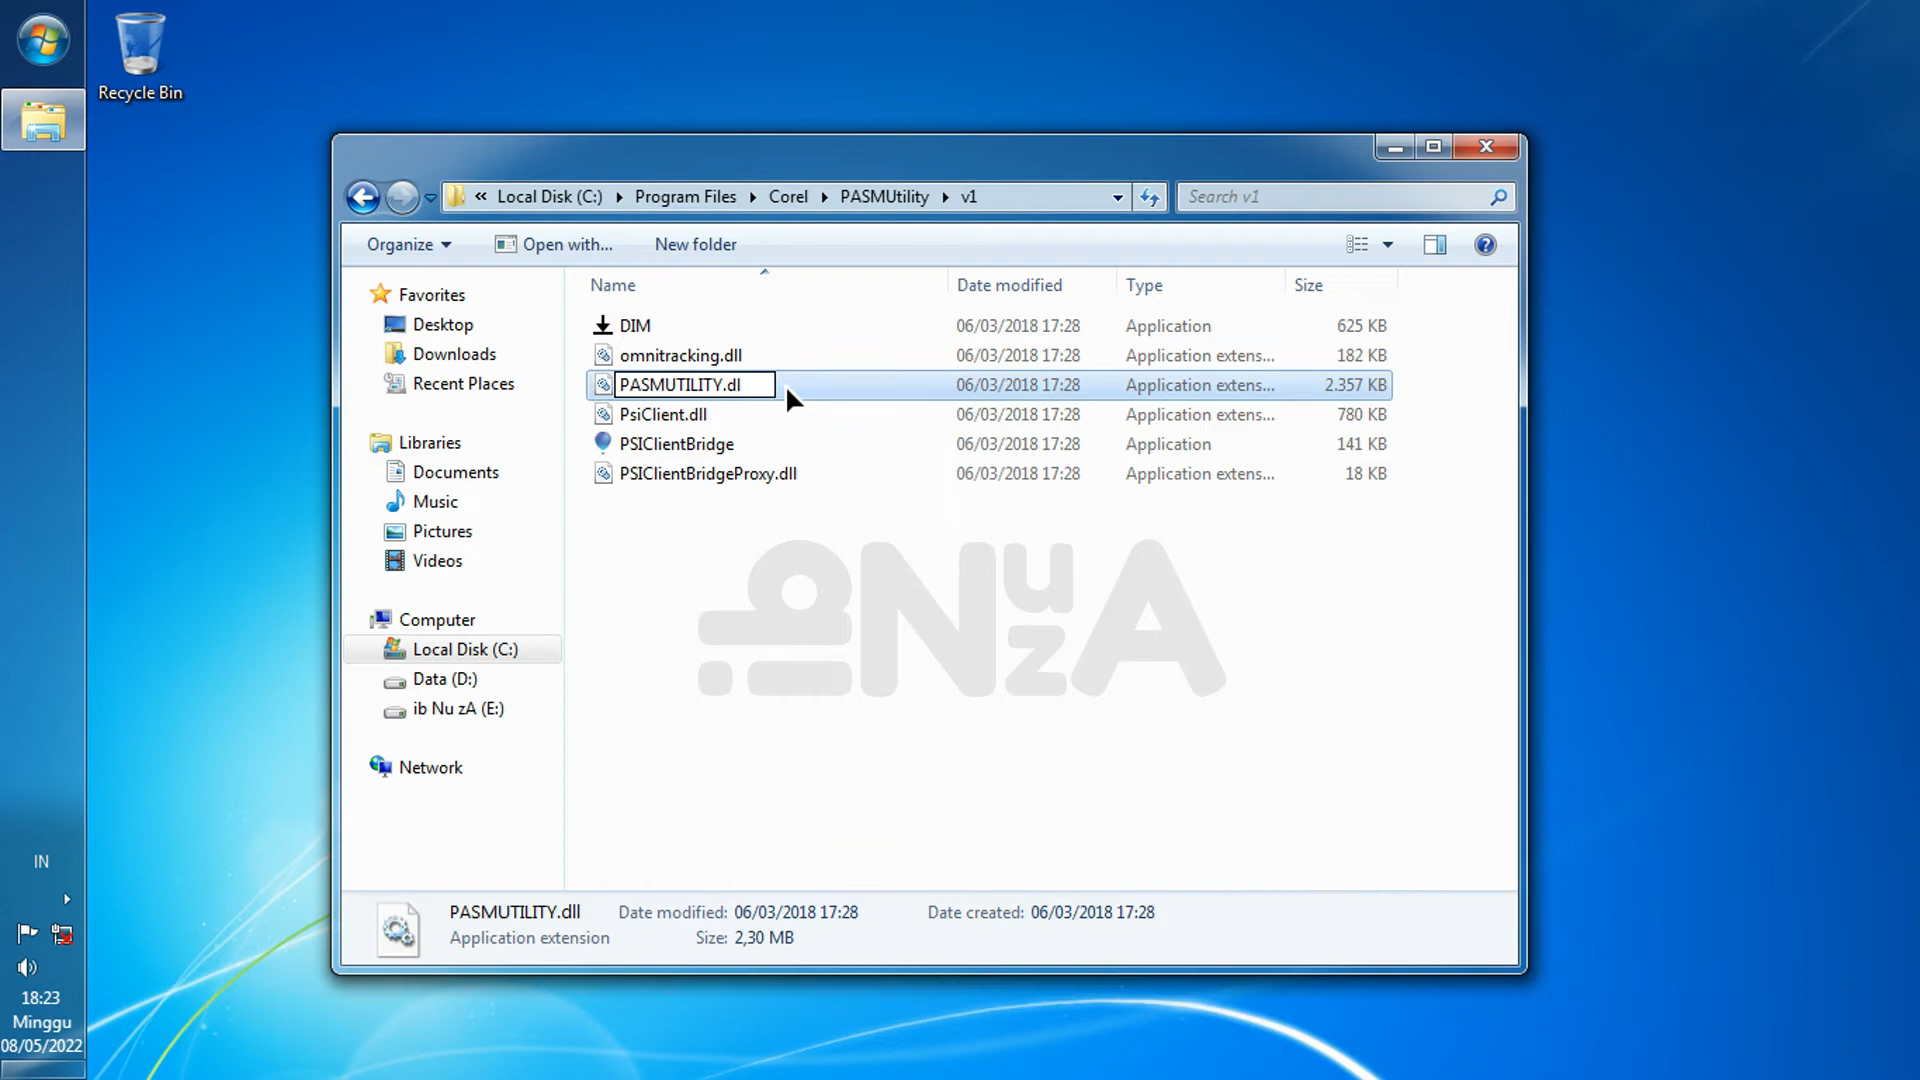 Recycle Bin
« Local Disk (C:) Program Files Corel PASMUtility v1
Search v1
Organize Open with... New folder
Name Date modified Type Size
DIM 06/03/2018 17:28 Application 625 KB
omnitracking.dll 06/03/2018 17:28 Application extens... 182 KB
PASMUTILITY.dl 06/03/2018 17:28 Application extens... 2.357 KB
PsiClient.dll 06/03/2018 17:28 Application extens... 780 KB
PSIClientBridge 06/03/2018 17:28 Application 141 KB
PSIClientBridgeProxy.dll 06/03/2018 17:28 Application extens... 18 KB
Favorites
Desktop
Downloads
Recent Places
Libraries
Documents
Music
Pictures
Videos
Computer
Local Disk (C:)
Data (D:)
ib Nu zA (E:)
Network
ib NuzA
PASMUTILITY.dll Date modified: 06/03/2018 17:28 Date created: 06/03/2018 17:28
Application extension Size: 2,30 MB
IN
18:23
Minggu
08/05/2022